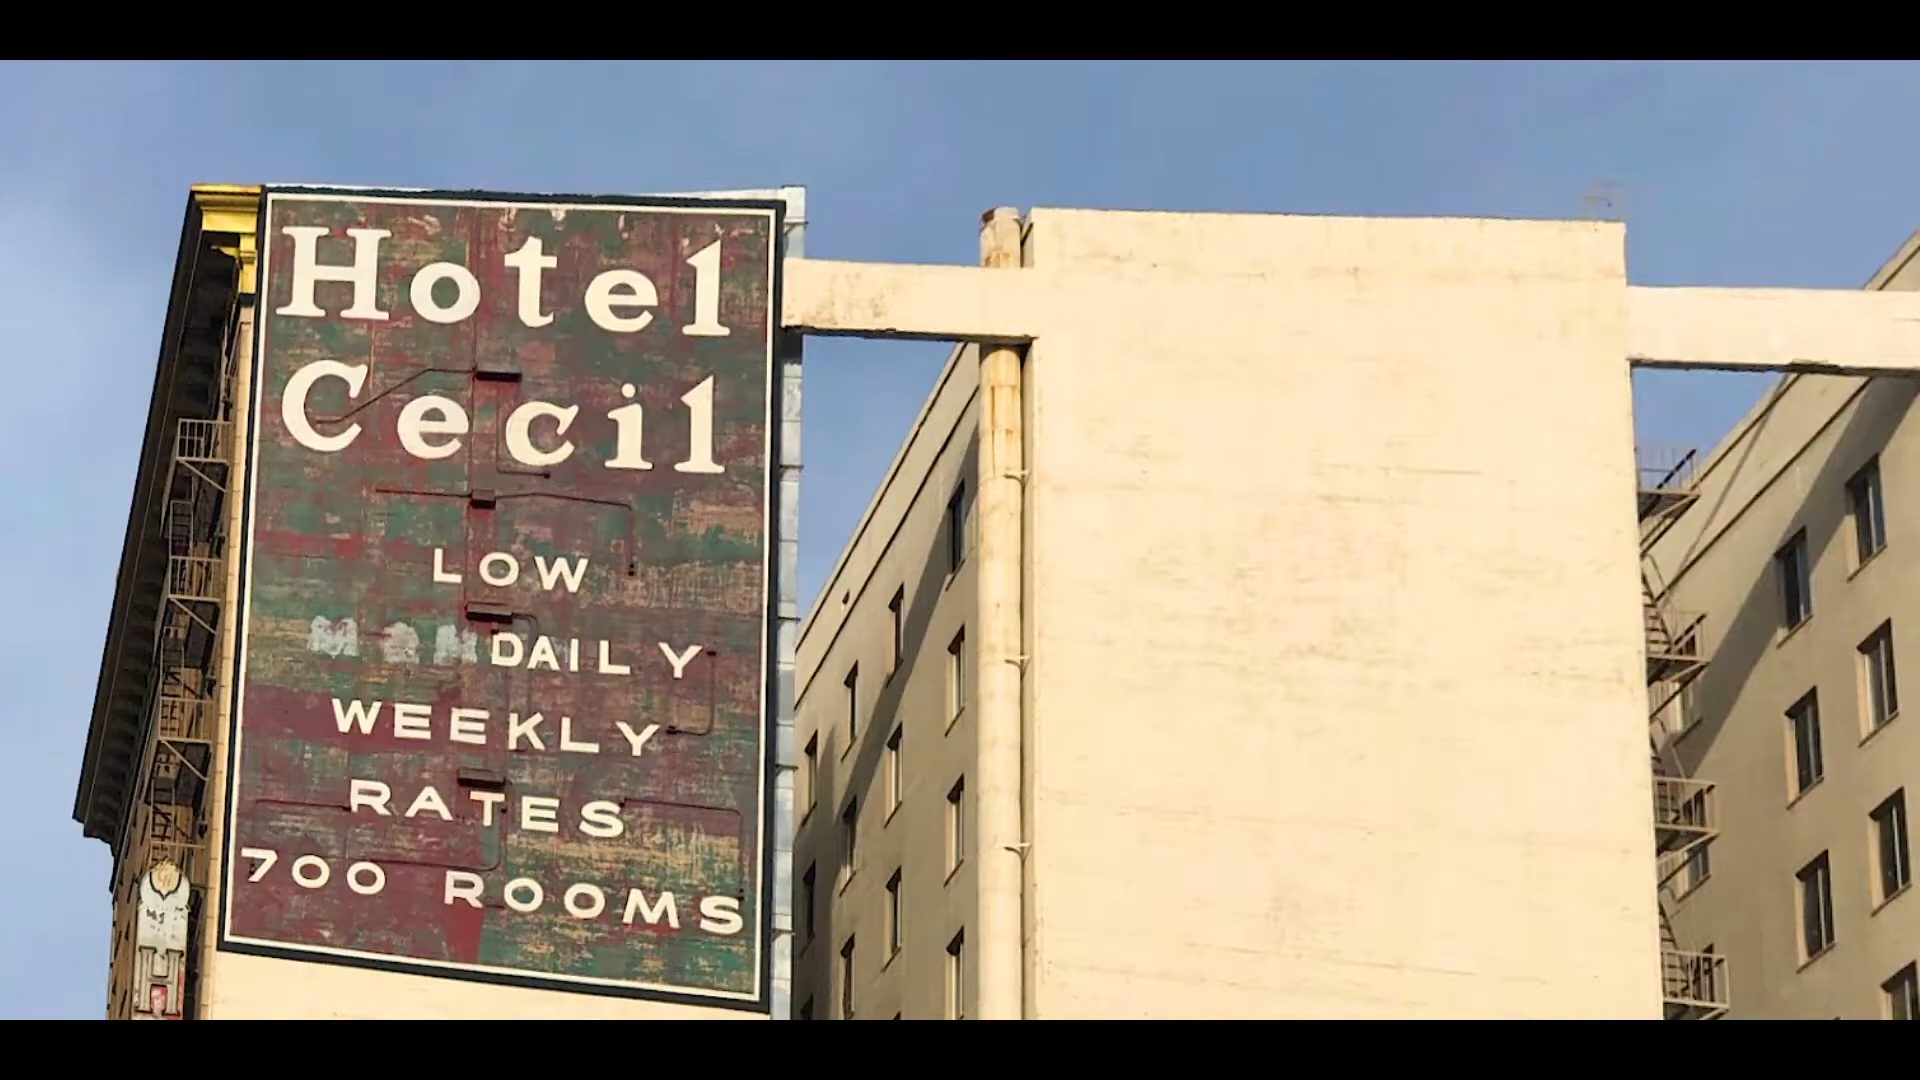 Hotel
Cecil
LOW
DAILY
WEEKLY
RATES
700 ROOMS
H